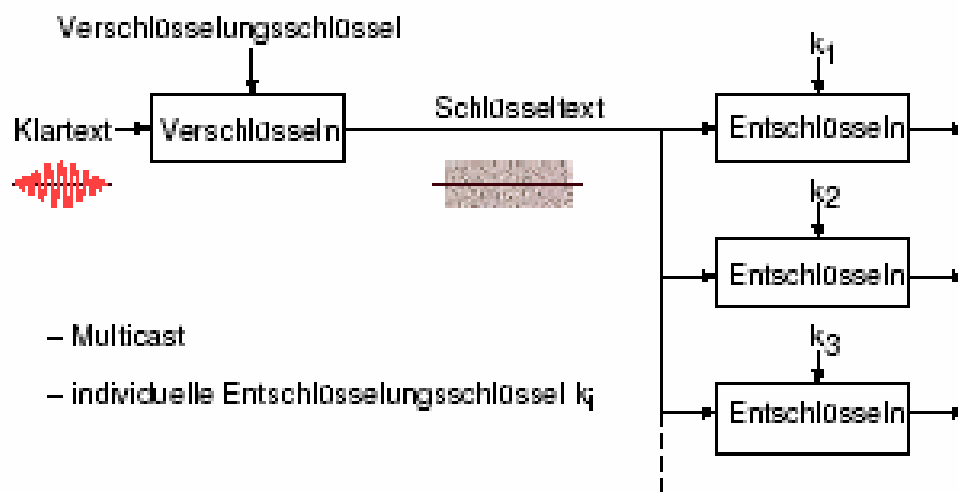 Verschlüsselungsschlüssel
k1
Klartext
Verschlüsseln
Schlüsseltext
Entschlüsseln
k2
Entschlüsseln
– Multicast
k3
– individuelle Entschlüsselungsschlüssel ki
Entschlüsseln